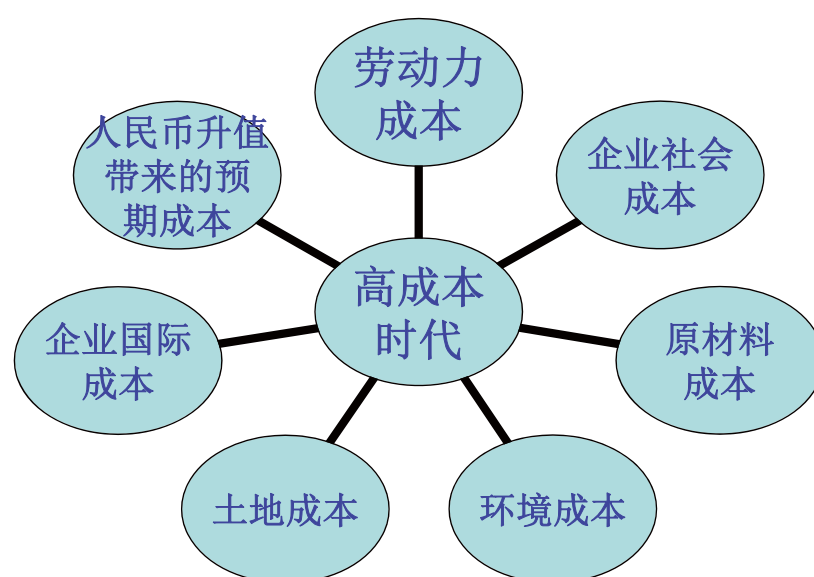 劳动力
成本
人民币升值
带来的预
期成本
企业社会
成本
高成本
时代
企业国际
成本
原材料
成本
土地成本
环境成本